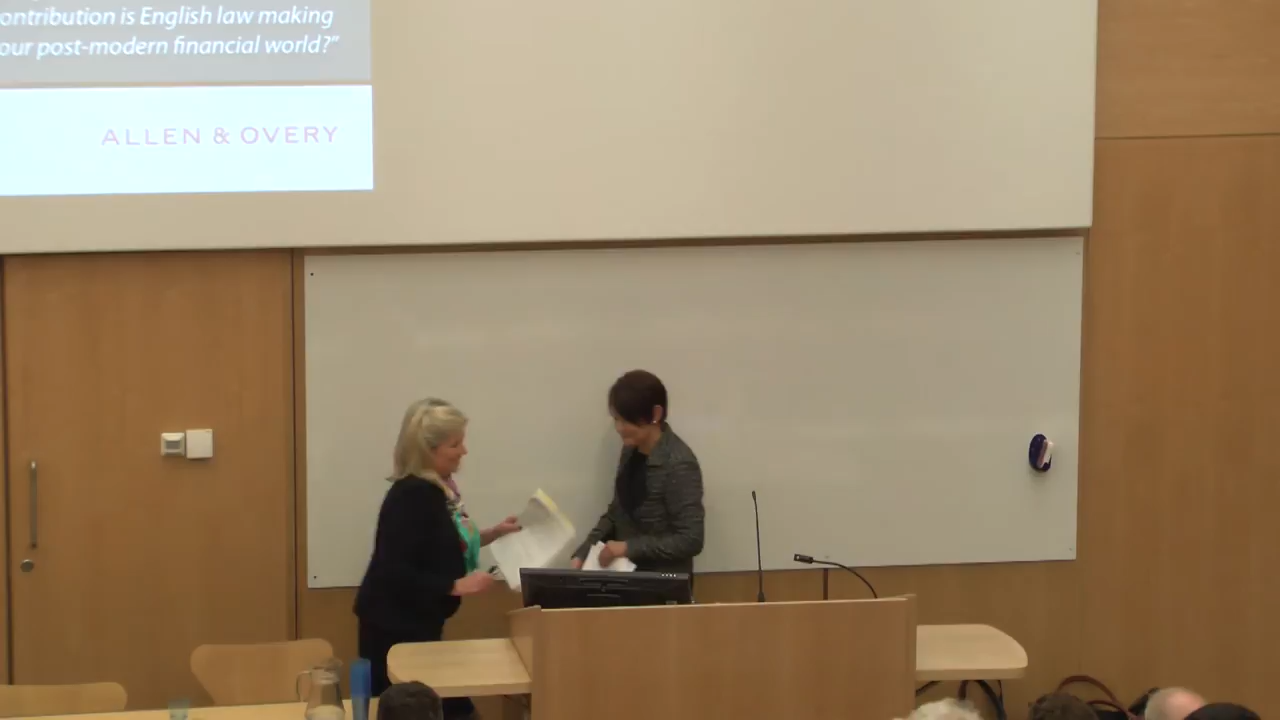 contribution is English law making
our post-modern financial world?"
ALLEN & OVERY